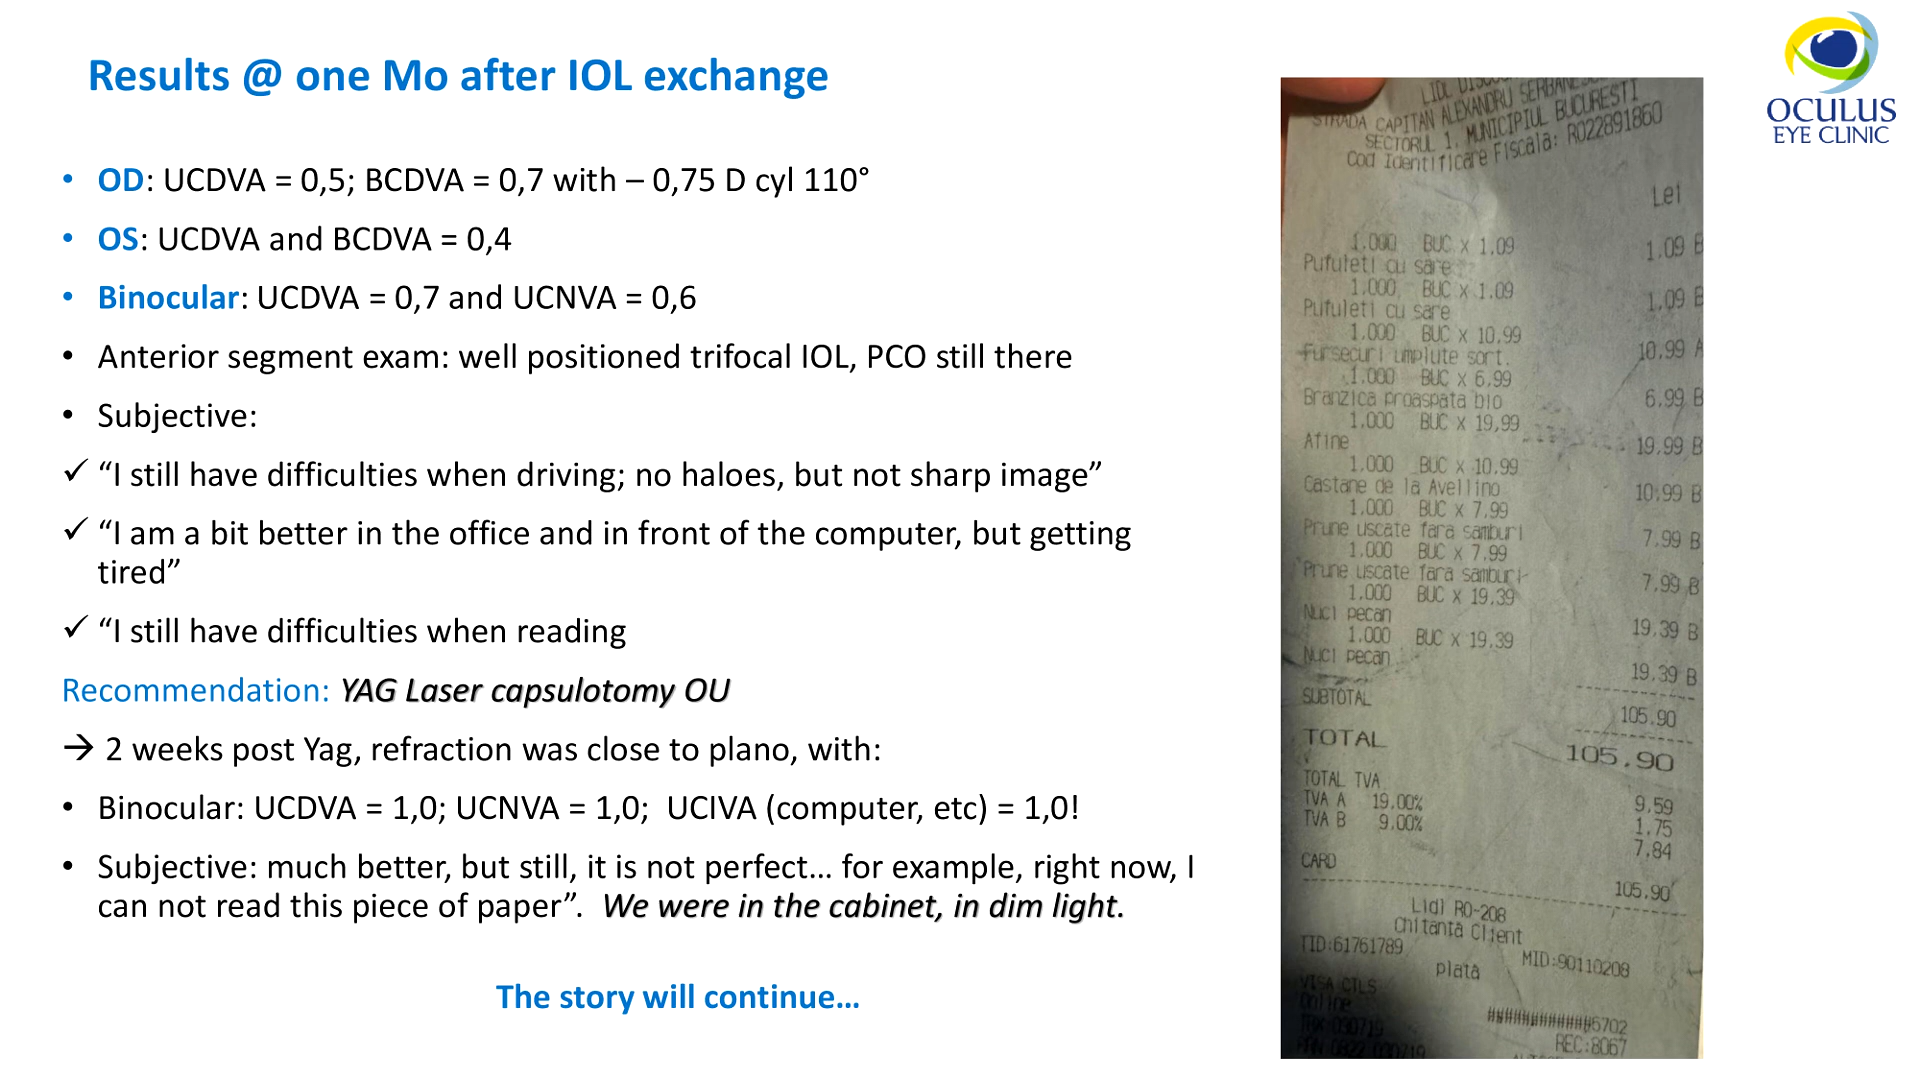 Results @ one Mo after IOL exchange
OCULUS
EYE CLINIC
• OD: UCDVA = 0,5; BCDVA = 0,7 with – 0,75 D cyl 110°
• OS: UCDVA and BCDVA = 0,4
• Binocular: UCDVA = 0,7 and UCNVA = 0,6
• Anterior segment exam: well positioned trifocal IOL, PCO still there
• Subjective:
✓ “I still have difficulties when driving; no haloes, but not sharp image”
✓ “I am a bit better in the office and in front of the computer, but getting
tired”
✓ “I still have difficulties when reading
Recommendation: YAG Laser capsulotomy OU
→ 2 weeks post Yag, refraction was close to plano, with:
• Binocular: UCDVA = 1,0; UCNVA = 1,0; UCIVA (computer, etc) = 1,0!
• Subjective: much better, but still, it is not perfect… for example, right now, I
can not read this piece of paper”. We were in the cabinet, in dim light.
The story will continue…
LIDL
STRADA CAPITAN ALEXANDRU SERBANESCU
SECTORUL 1, MUNICIPIUL BUCURESTI
Cod Identificare Fiscală: RO22891860
Lei
1.000 BUC x 1.09
Pufuleti cu sare 1.09 B
1.000 BUC x 1.09
Pufuleti cu sare 1.09 B
1.000 BUC x 10.99
Fursecuri umplute sort. 10.99 A
1.000 BUC x 6.99
Branzica proaspata bio 6.99 B
1.000 BUC x 19,99
Afine 19.99 B
1.000 BUC x 10.99
Castane de la Avellino 10.99 B
1.000 BUC x 7.99
Prune uscate fara samburi 7.99 B
1.000 BUC x 7.99
Prune uscate fara samburi 7.99 B
1.000 BUC x 19.39
Nuci pecan 19.39 B
1.000 BUC x 19.39
Nuci pecan 19.39 B
SUBTOTAL 105.90
TOTAL 105.90
TOTAL TVA 9.59
TVA A 19.00% 1.75
TVA B 9.00% 7.84
CARD 105.90
Lidl RO-208
Chitantă Client
TID:61761789 MID:90110208
plată
VISA CTLS
Online
############6702
REC:8067